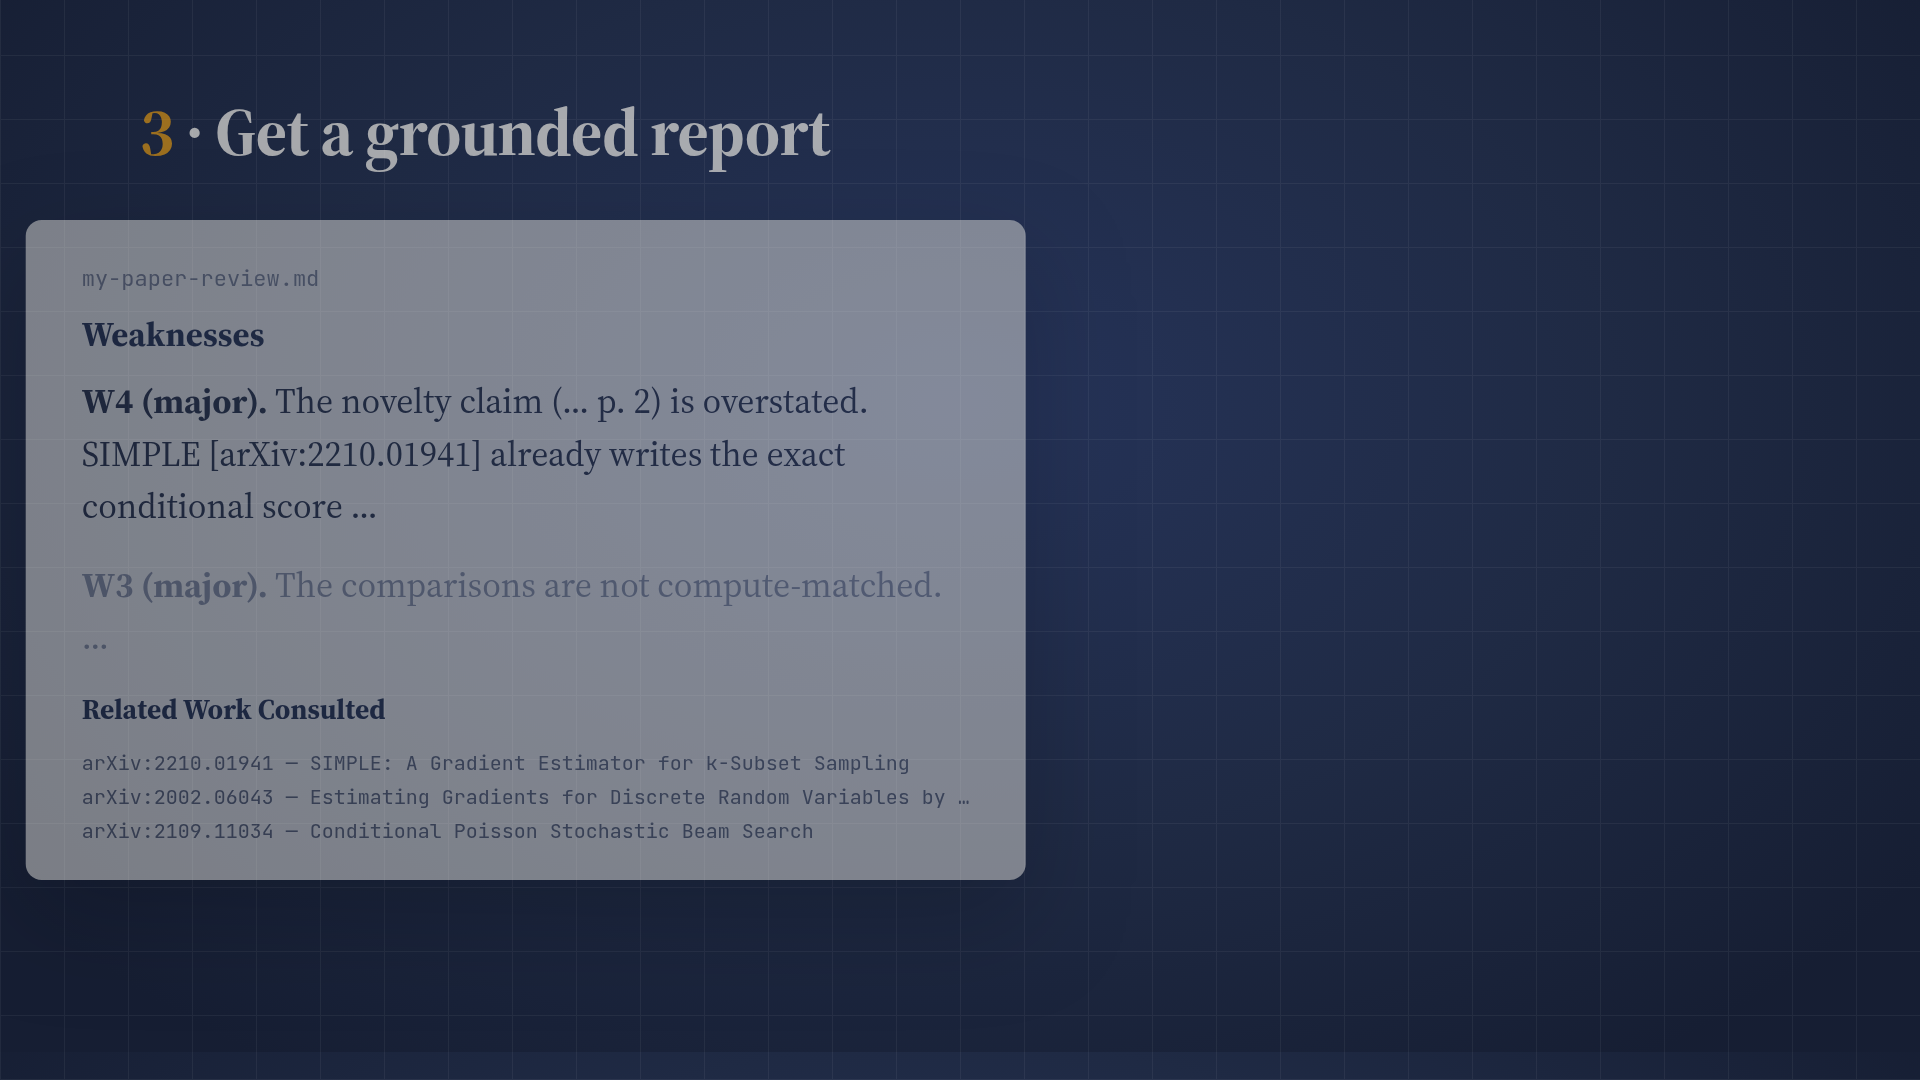 3 · Get a grounded report
my-paper-review.md
Weaknesses
W4 (major). The novelty claim (... p. 2) is overstated.
SIMPLE [arXiv:2210.01941] already writes the exact
conditional score ...
W3 (major). The comparisons are not compute-matched.
...
Related Work Consulted
arXiv:2210.01941 — SIMPLE: A Gradient Estimator for k-Subset Sampling
arXiv:2002.06043 — Estimating Gradients for Discrete Random Variables by …
arXiv:2109.11034 — Conditional Poisson Stochastic Beam Search